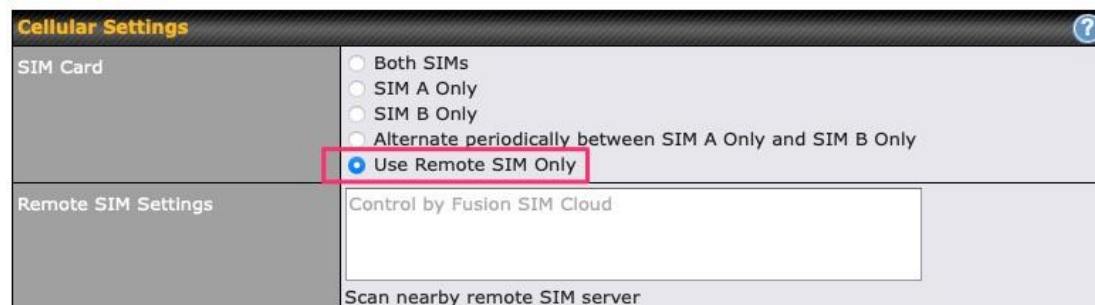 Cellular Settings
?
SIM Card
Both SIMs
SIM A Only
SIM B Only
Alternate periodically between SIM A Only and SIM B Only
Use Remote SIM Only
Remote SIM Settings
Control by Fusion SIM Cloud
Scan nearby remote SIM server